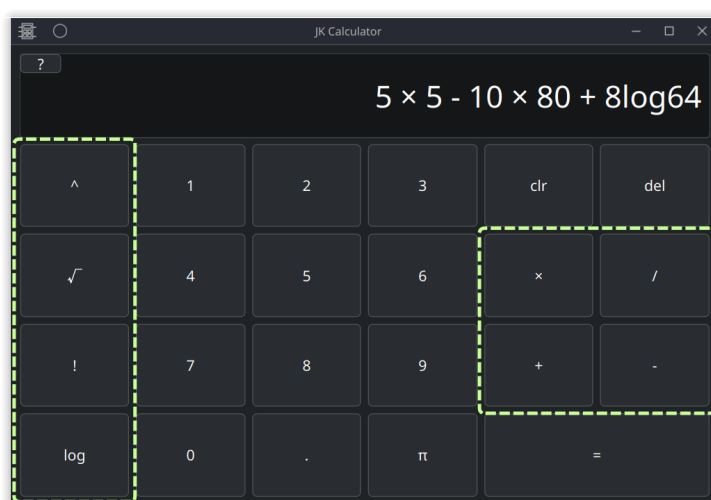 JK Calculator
?
5 × 5 - 10 × 80 + 8log64
^ 1 2 3 clr del
√ 4 5 6 × /
! 7 8 9 + -
log 0 . π =